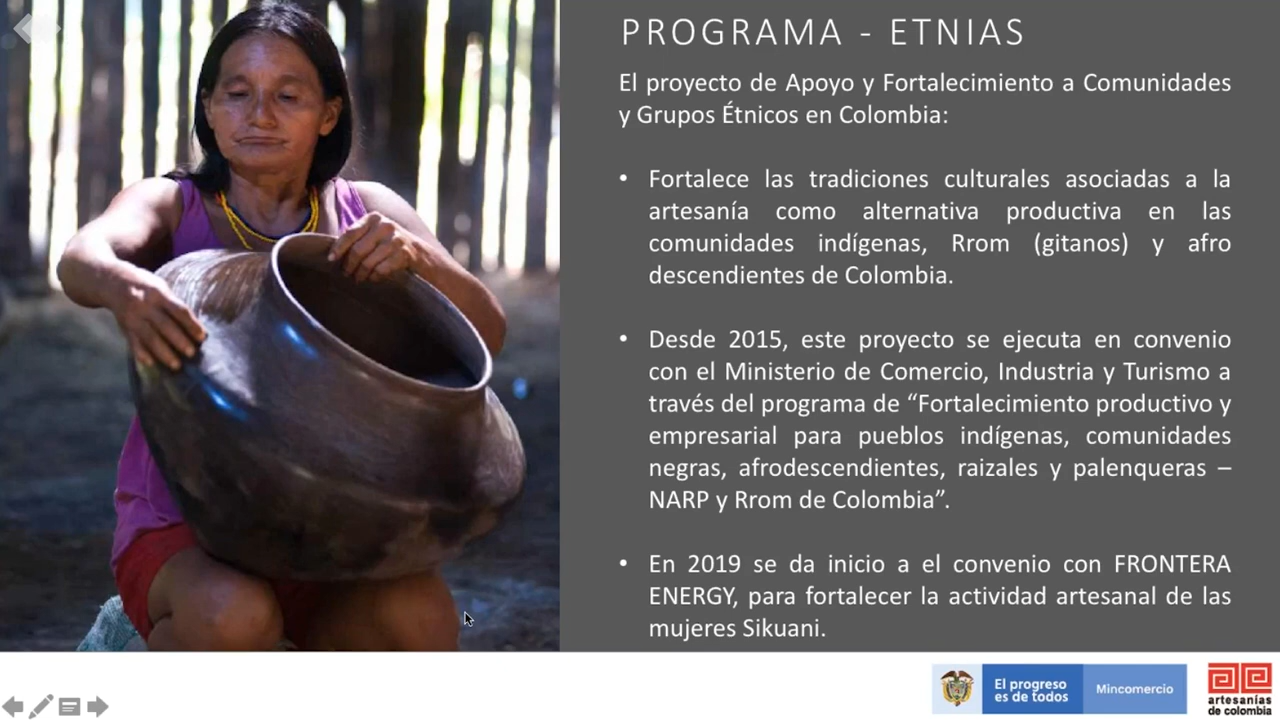 PROGRAMA - ETNIAS
El proyecto de Apoyo y Fortalecimiento a Comunidades
y Grupos Étnicos en Colombia:
• Fortalece las tradiciones culturales asociadas a la
artesanía como alternativa productiva en las
comunidades indígenas, Rrom (gitanos) y afro
descendientes de Colombia.
• Desde 2015, este proyecto se ejecuta en convenio
con el Ministerio de Comercio, Industria y Turismo a
través del programa de “Fortalecimiento productivo y
empresarial para pueblos indígenas, comunidades
negras, afrodescendientes, raizales y palenqueras –
NARP y Rrom de Colombia”.
• En 2019 se da inicio a el convenio con FRONTERA
ENERGY, para fortalecer la actividad artesanal de las
mujeres Sikuani.
El progreso
es de todos
Mincomercio
artesanías
de colombia